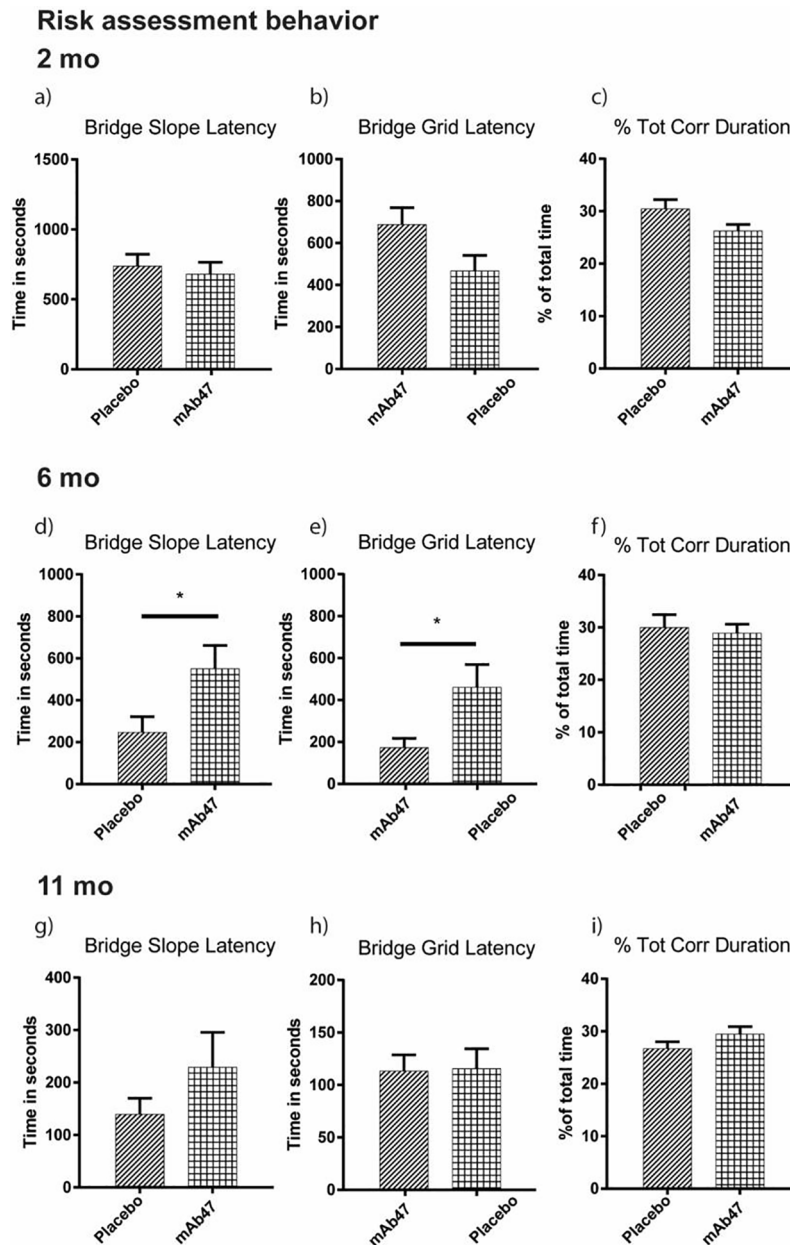 Risk assessment behavior
2 mo
a)
Bridge Slope Latency
Time in seconds
1500
1000
500
0
Placebo
mAb47
b)
Bridge Grid Latency
Time in seconds
1000
800
600
400
200
0
mAb47
Placebo
c)
% Tot Corr Duration
% of total time
40
30
20
10
0
Placebo
mAb47
6 mo
d)
Bridge Slope Latency
Time in seconds
1000
800
600
400
200
0
*
Placebo
mAb47
e)
Bridge Grid Latency
Time in seconds
1000
800
600
400
200
0
*
mAb47
Placebo
f)
% Tot Corr Duration
% of total time
40
30
20
10
0
Placebo
mAb47
11 mo
g)
Bridge Slope Latency
Time in seconds
400
300
200
100
0
Placebo
mAb47
h)
Bridge Grid Latency
Time in seconds
200
150
100
50
0
mAb47
Placebo
i)
% Tot Corr Duration
%of total time
40
30
20
10
0
Placebo
mAb47